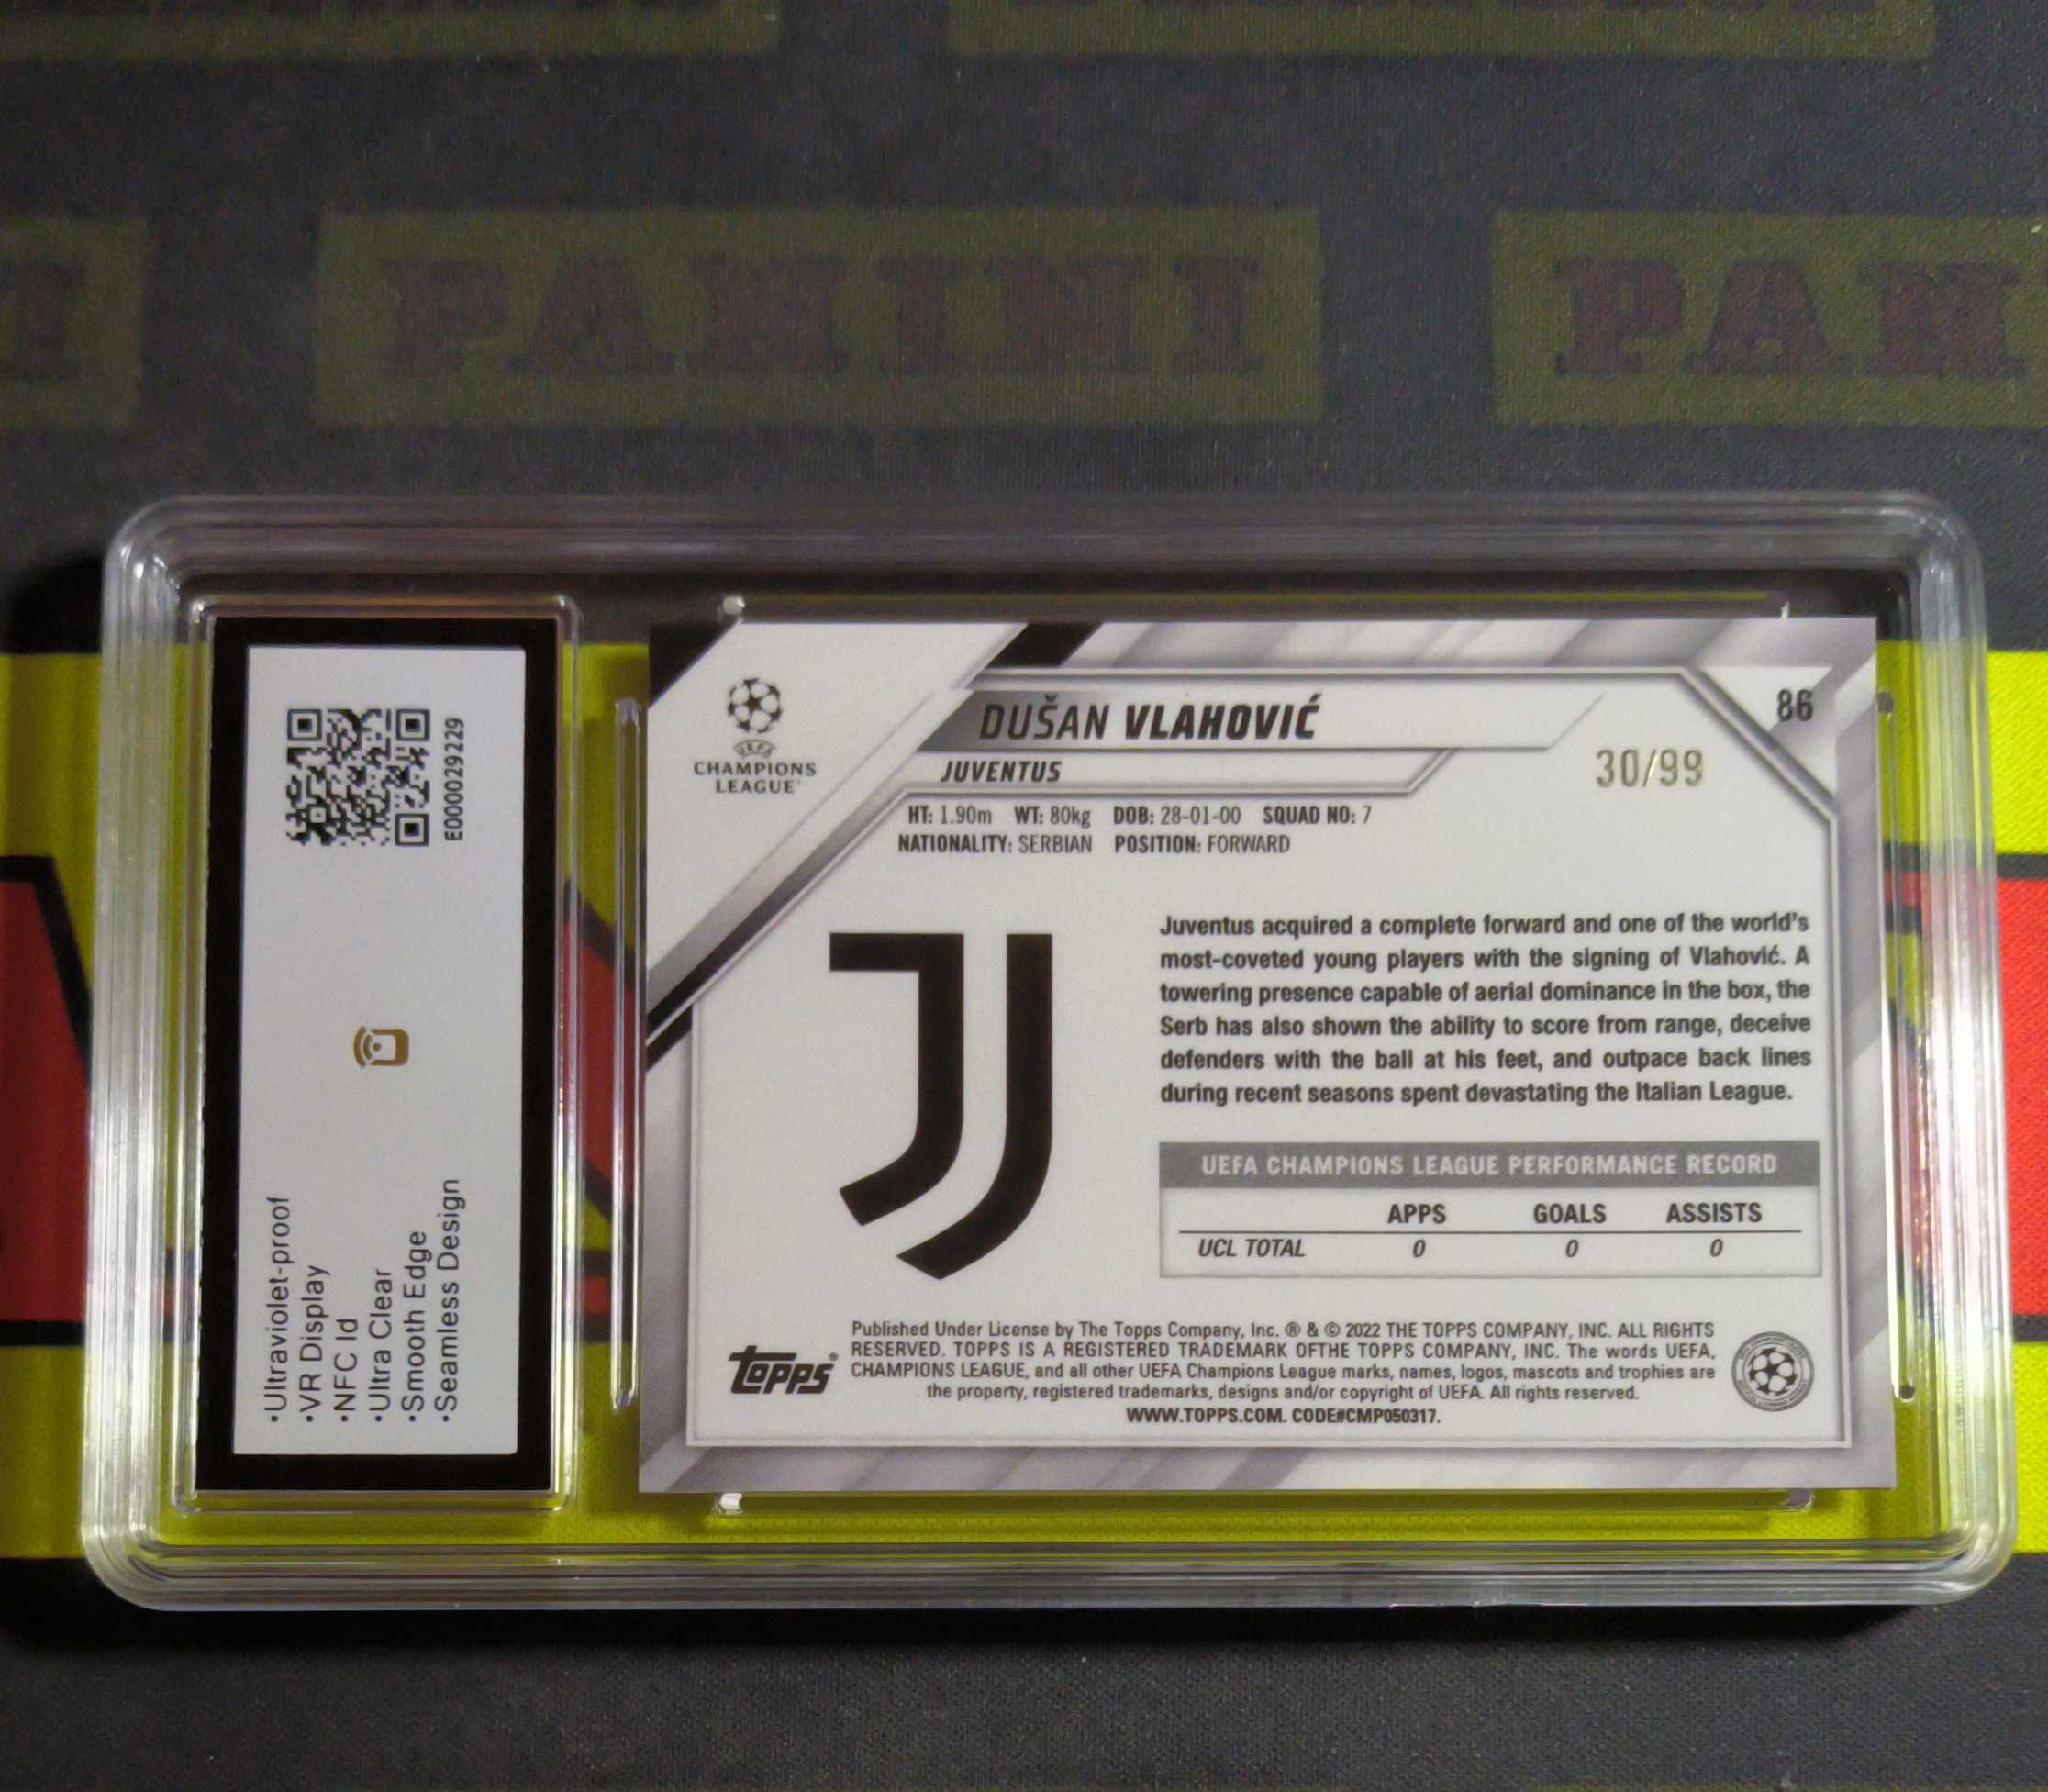 PANINI
PAN
E000029229
•Ultraviolet-proof
•VR Display
•NFC Id
•Ultra Clear
•Smooth Edge
•Seamless Design
UEFA
CHAMPIONS
LEAGUE
DUŠAN VLAHOVIĆ
86
JUVENTUS
30/99
HT: 1.90m WT: 80kg DOB: 28-01-00 SQUAD NO: 7
NATIONALITY: SERBIAN POSITION: FORWARD
Juventus acquired a complete forward and one of the world's
most-coveted young players with the signing of Vlahović. A
towering presence capable of aerial dominance in the box, the
Serb has also shown the ability to score from range, deceive
defenders with the ball at his feet, and outpace back lines
during recent seasons spent devastating the Italian League.
UEFA CHAMPIONS LEAGUE PERFORMANCE RECORD
APPS GOALS ASSISTS
UCL TOTAL 0 0 0
topps®
Published Under License by The Topps Company, Inc. ® & © 2022 THE TOPPS COMPANY, INC. ALL RIGHTS
RESERVED. TOPPS IS A REGISTERED TRADEMARK OFTHE TOPPS COMPANY, INC. The words UEFA,
CHAMPIONS LEAGUE, and all other UEFA Champions League marks, names, logos, mascots and trophies are
the property, registered trademarks, designs and/or copyright of UEFA. All rights reserved.
WWW.TOPPS.COM. CODE#CMP050317.